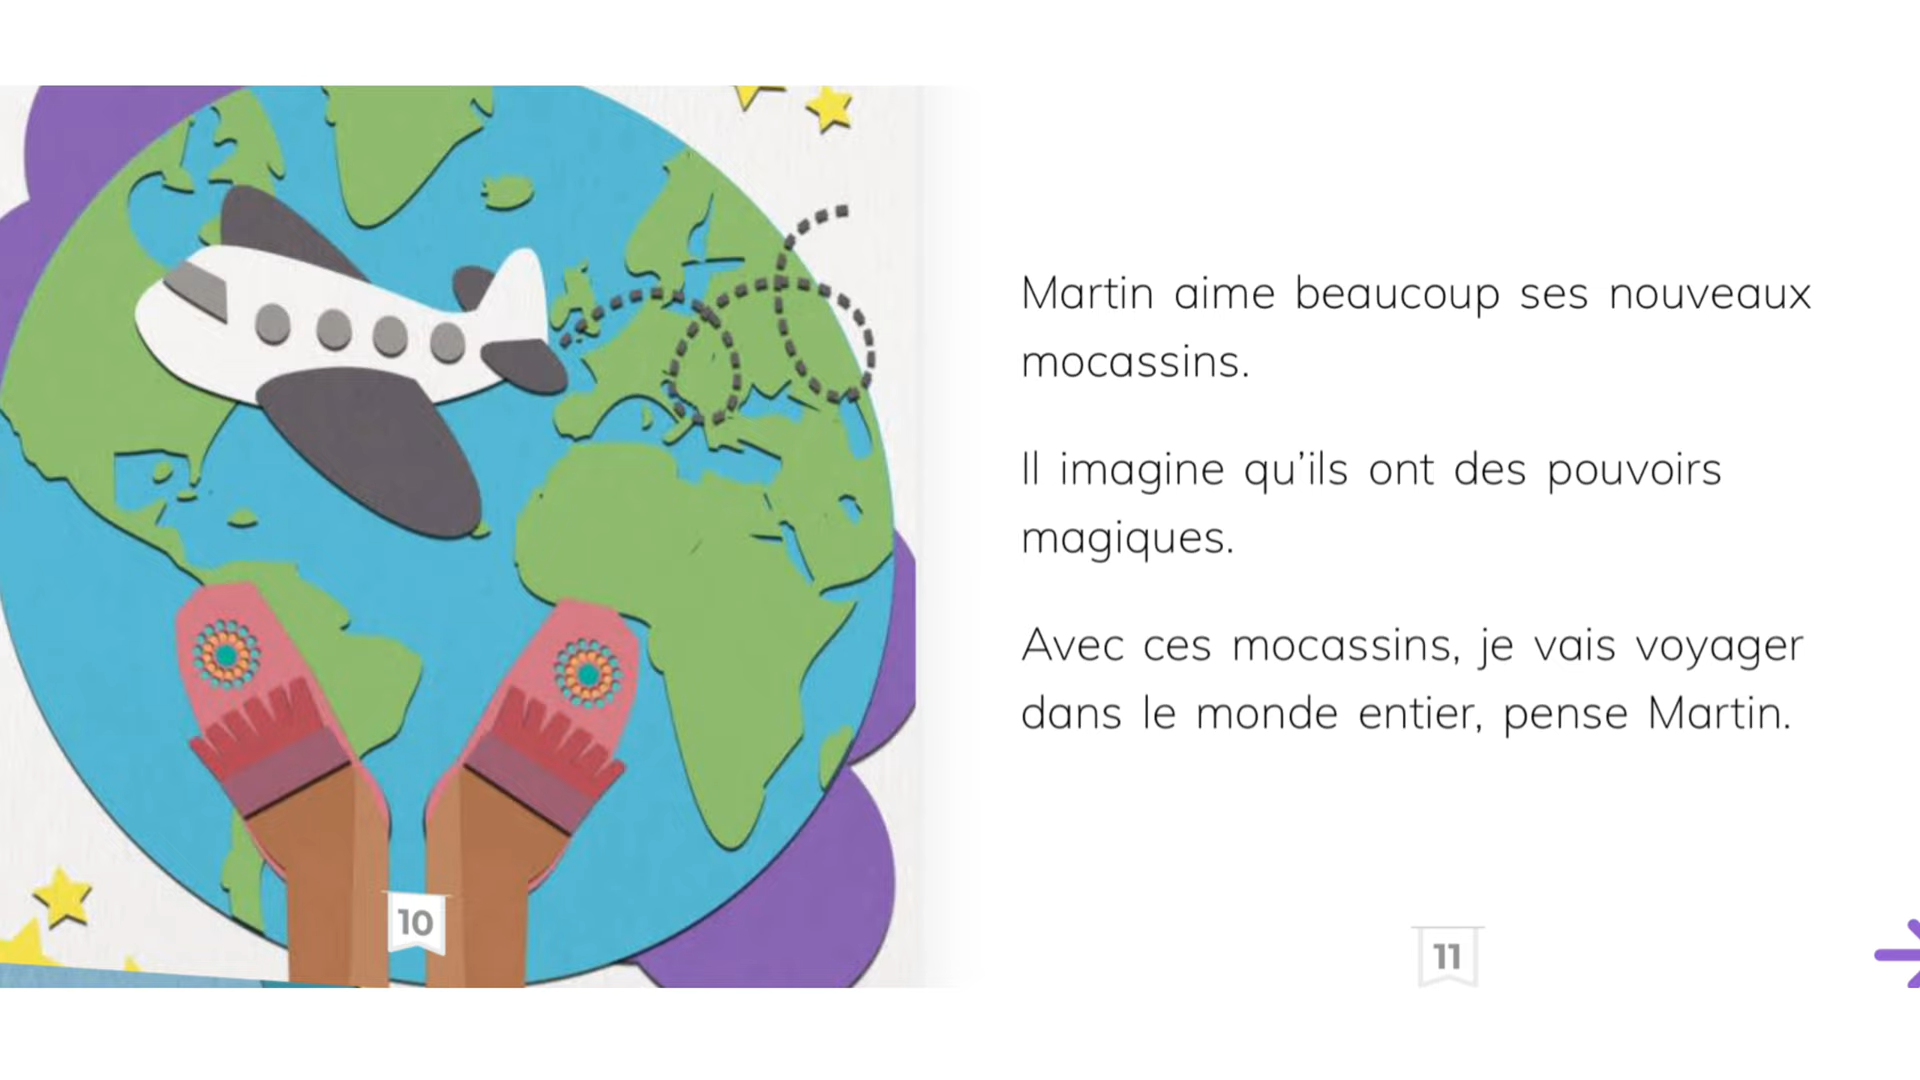 10
Martin aime beaucoup ses nouveaux
mocassins.
Il imagine qu’ils ont des pouvoirs
magiques.
Avec ces mocassins, je vais voyager
dans le monde entier, pense Martin.
11